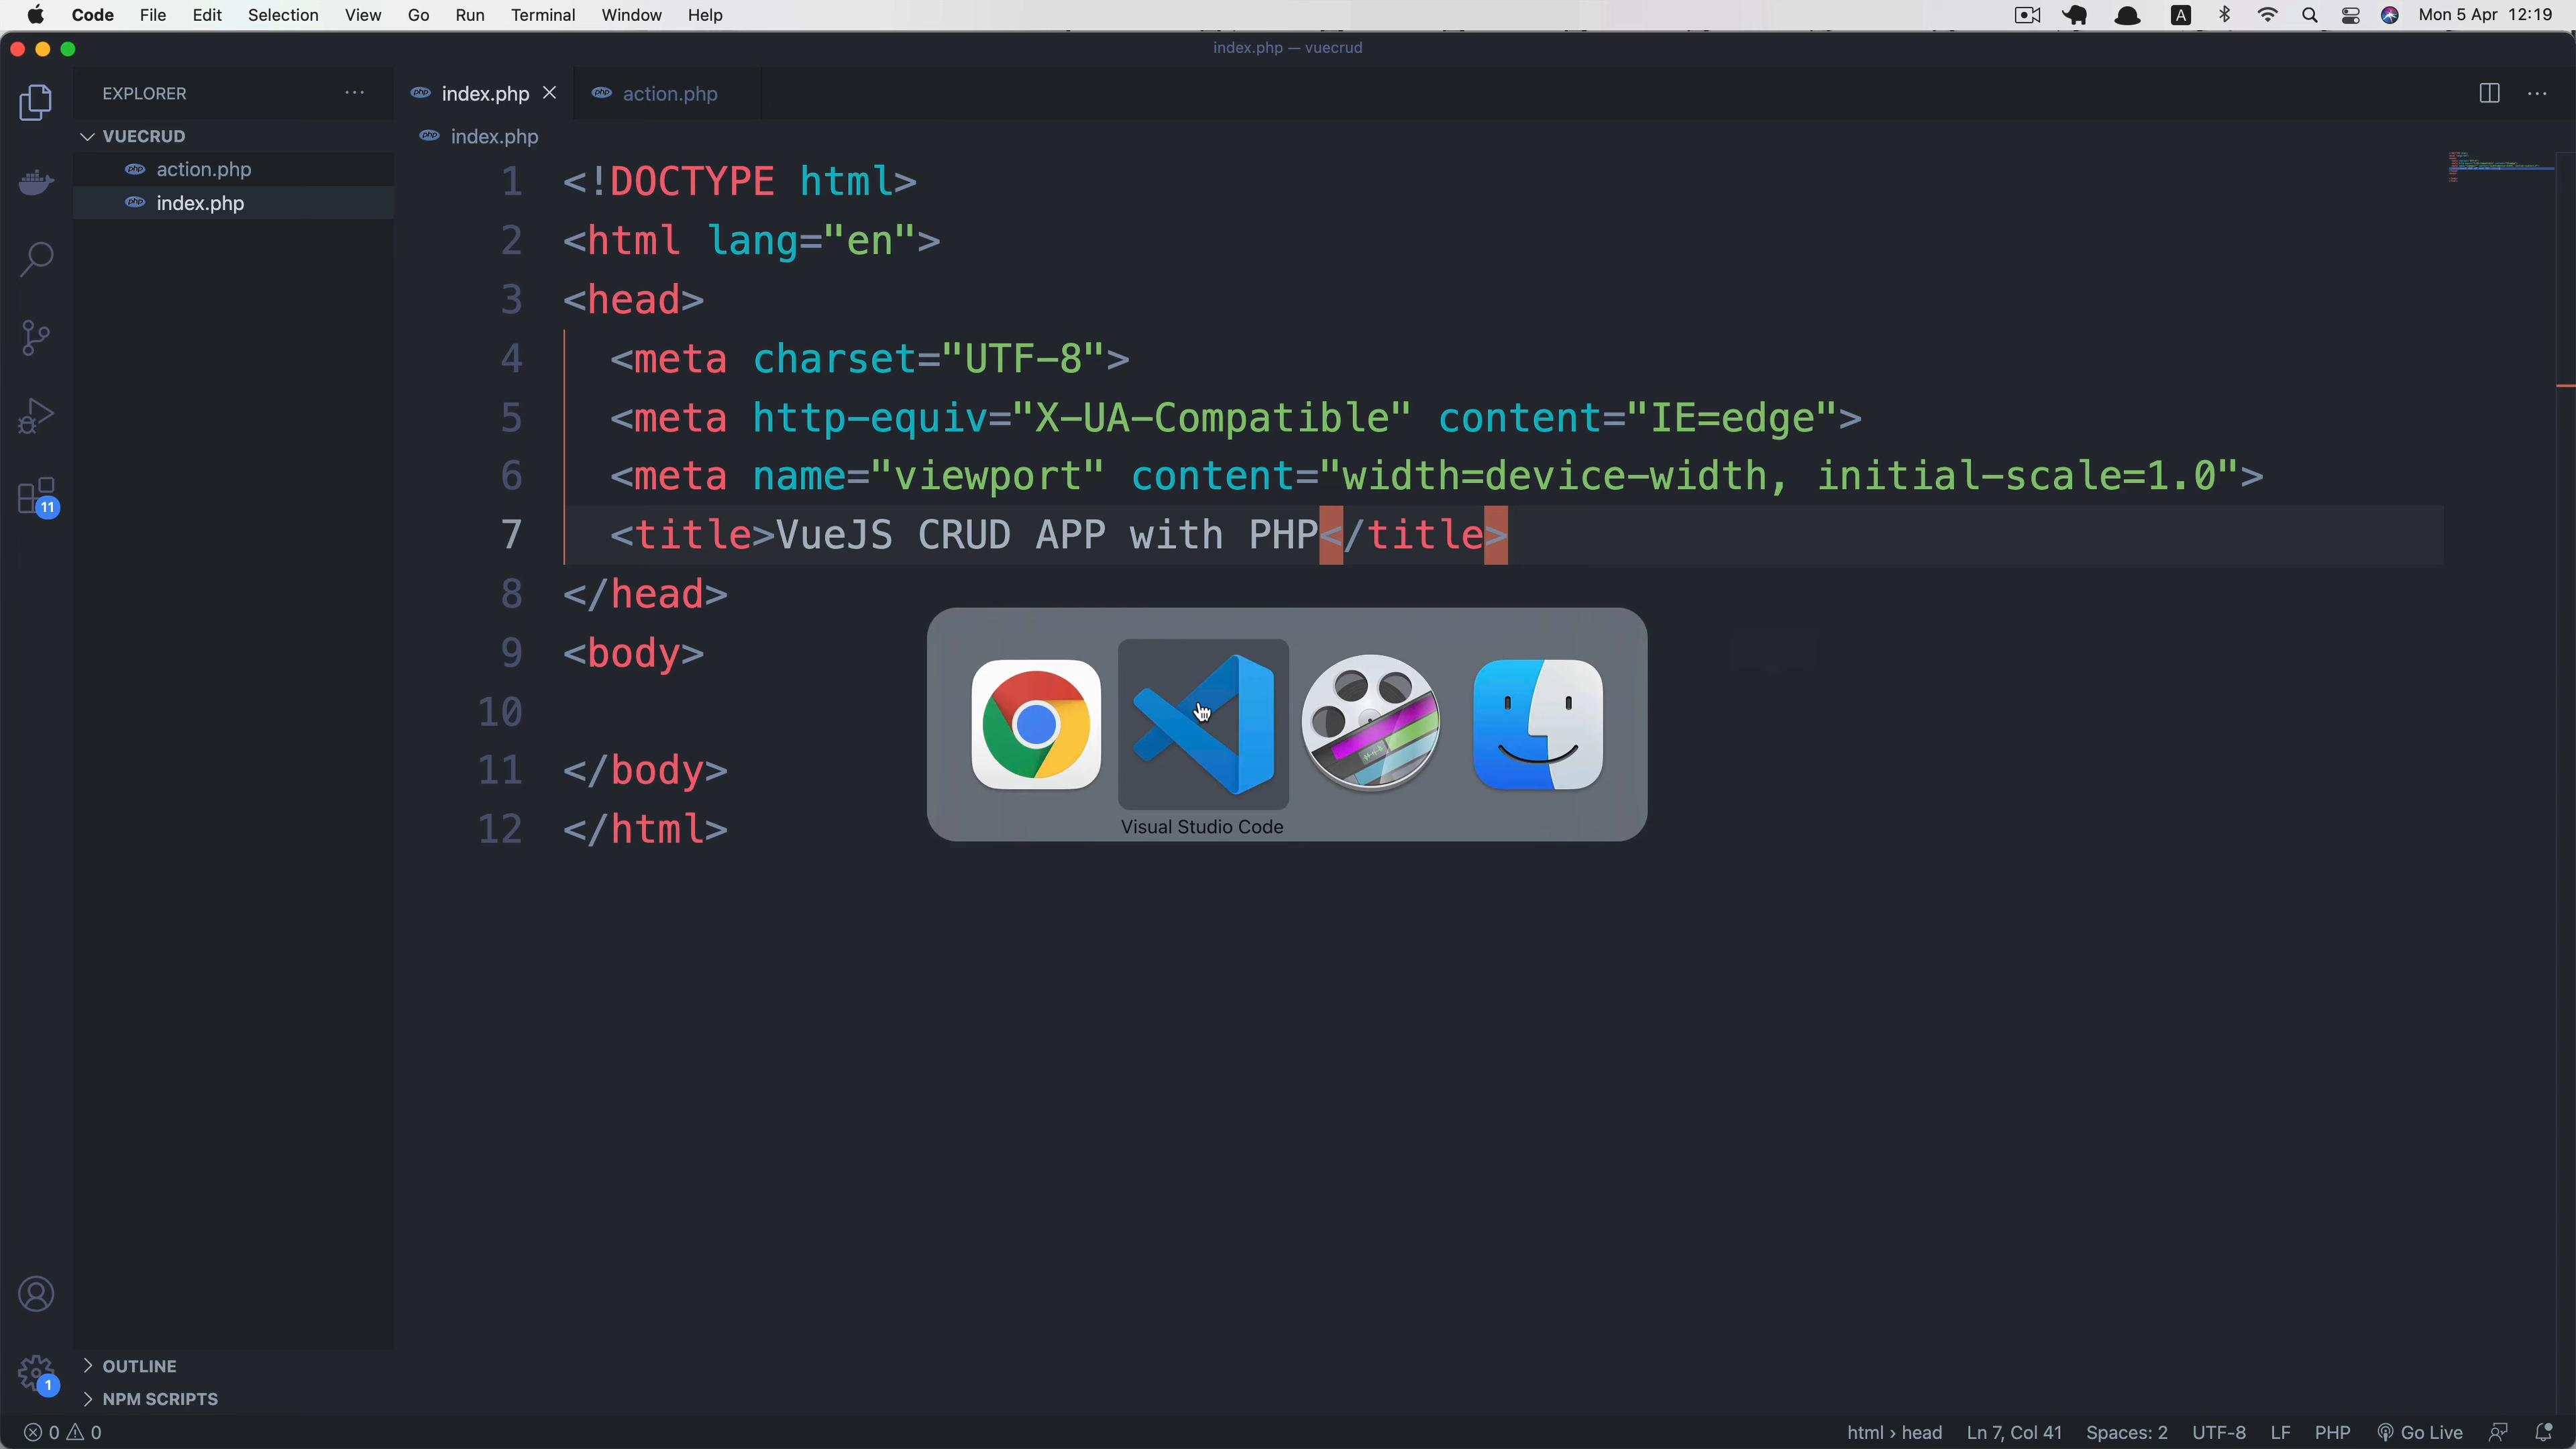 Code File Edit Selection View Go Run Terminal Window Help A Mon 5 Apr 12:19
index.php — vuecrud
EXPLORER ··· php index.php php action.php ···
VUECRUD
php index.php
php action.php
php index.php
1 <!DOCTYPE html>
2 <html lang="en">
3 <head>
4 <meta charset="UTF-8">
5 <meta http-equiv="X-UA-Compatible" content="IE=edge">
6 <meta name="viewport" content="width=device-width, initial-scale=1.0">
7 <title>VueJS CRUD APP with PHP</title>
8 </head>
9 <body>
10
11 </body>
12 </html>
11
Visual Studio Code
1
OUTLINE
NPM SCRIPTS
0 0 html › head Ln 7, Col 41 Spaces: 2 UTF-8 LF PHP Go Live